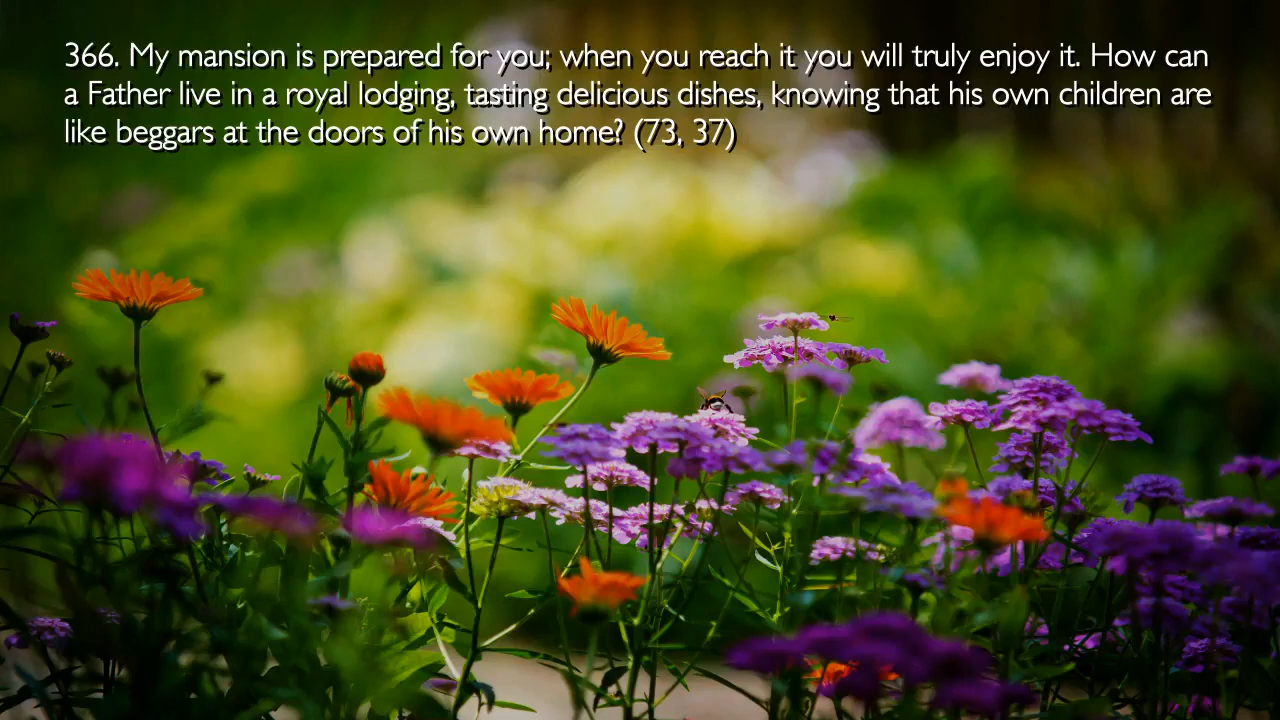 366. My mansion is prepared for you; when you reach it you will truly enjoy it. How can
a Father live in a royal lodging, tasting delicious dishes, knowing that his own children are
like beggars at the doors of his own home? (73, 37)